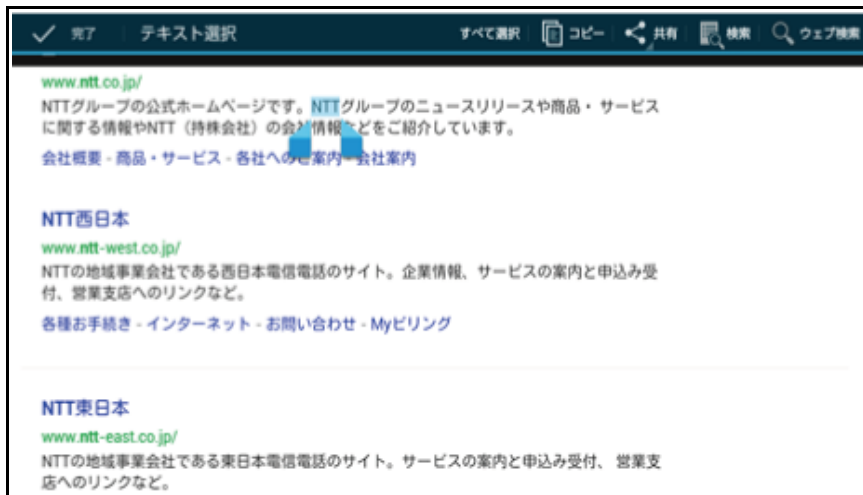 完了 テキスト選択 すべて選択 コピー 共有 検索 ウェブ検索
www.ntt.co.jp/
NTTグループの公式ホームページです。NTTグループのニュースリリースや商品・ サービス
に関する情報やNTT（持株会社）の会社情報などをご紹介しています。
会社概要 - 商品・サービス - 各社へのご案内 - 会社案内
NTT西日本
www.ntt-west.co.jp/
NTTの地域事業会社である西日本電信電話のサイト。企業情報、サービスの案内と申込み受
付、営業支店へのリンクなど。
各種お手続き - インターネット - お問い合わせ - Myビリング
NTT東日本
www.ntt-east.co.jp/
NTTの地域事業会社である東日本電信電話のサイト。サービスの案内と申込み受付、 営業支
店へのリンクなど。